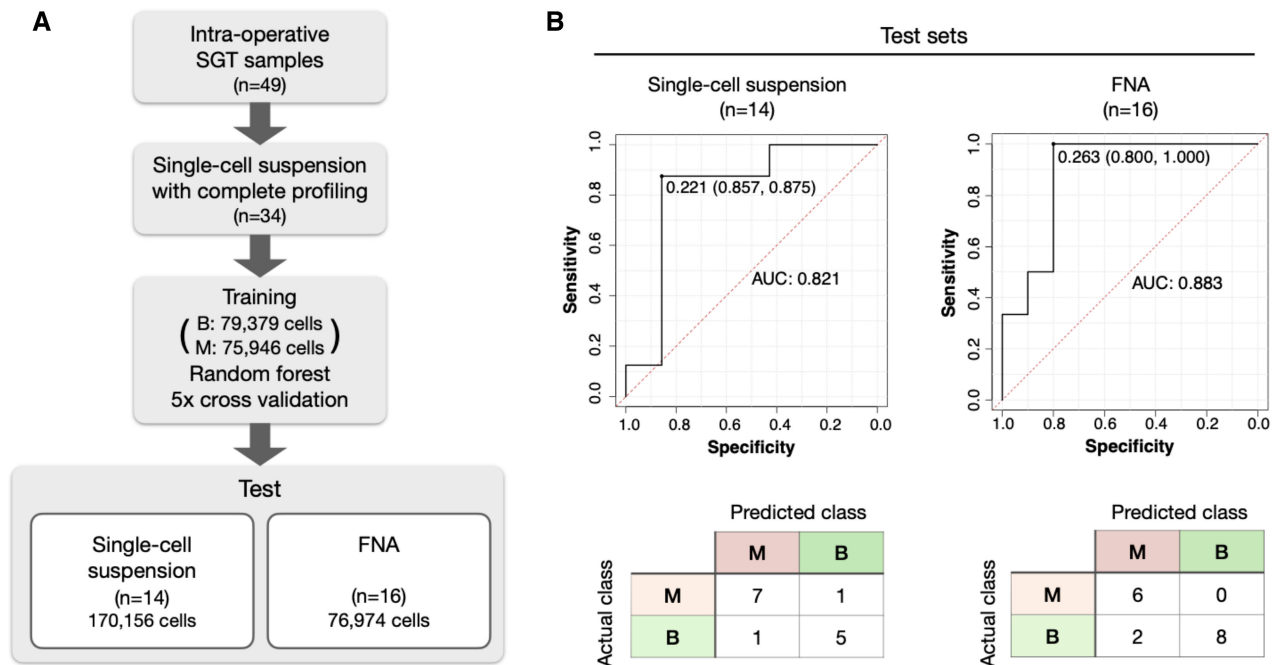 A
Intra-operative
SGT samples
(n=49)
Single-cell suspension
with complete profiling
(n=34)
Training
( B: 79,379 cells
M: 75,946 cells )
Random forest
5x cross validation
Test
Single-cell
suspension
(n=14)
170,156 cells
FNA
(n=16)
76,974 cells
B
Test sets
Single-cell suspension
(n=14)
Sensitivity
1.0
0.8
0.6
0.4
0.2
0.0
0.221 (0.857, 0.875)
AUC: 0.821
1.0 0.8 0.6 0.4 0.2 0.0
Specificity
FNA
(n=16)
Sensitivity
1.0
0.8
0.6
0.4
0.2
0.0
0.263 (0.800, 1.000)
AUC: 0.883
1.0 0.8 0.6 0.4 0.2 0.0
Specificity
Predicted class
Actual class
M B
M 7 1
B 1 5
Predicted class
Actual class
M B
M 6 0
B 2 8